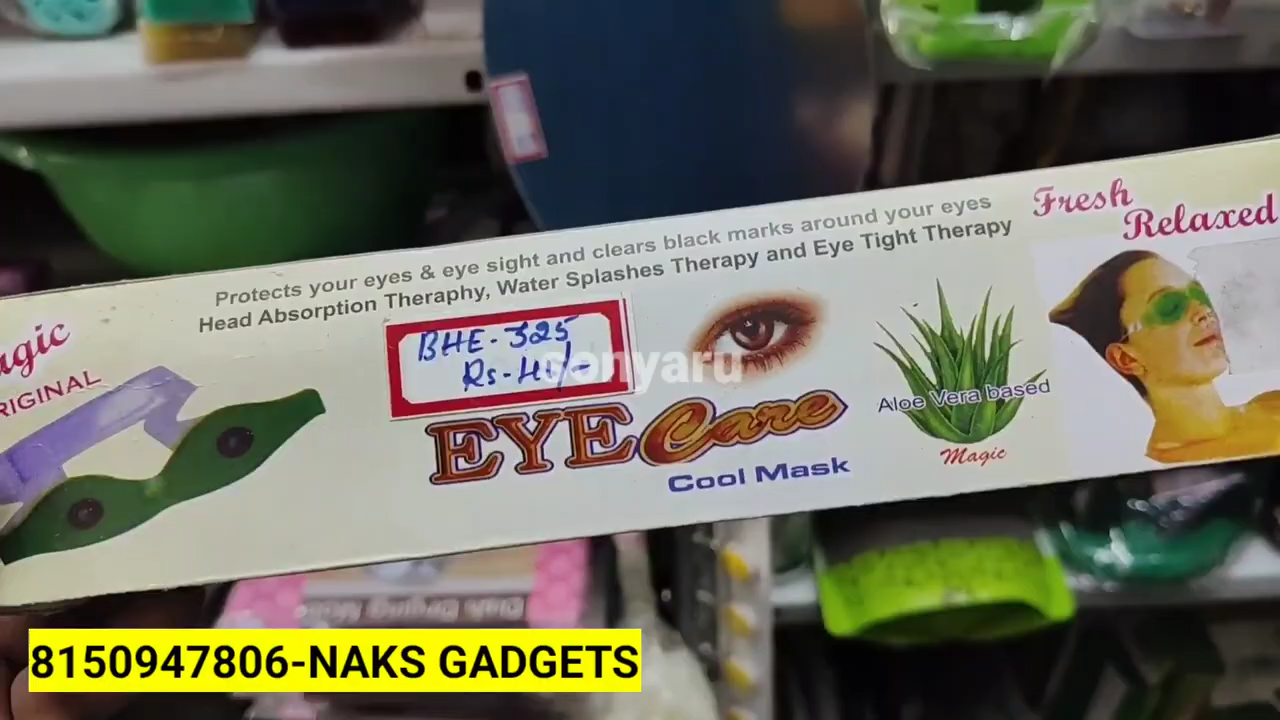 Protects your eyes & eye sight and clears black marks around your eyes
Head Absorption Theraphy, Water Splashes Therapy and Eye Tight Therapy
Fresh
Relaxed
agic
RIGINAL
BHE-325
sonyaru
EYE Care
Cool Mask
Aloe Vera based
Magic
8150947806-NAKS GADGETS